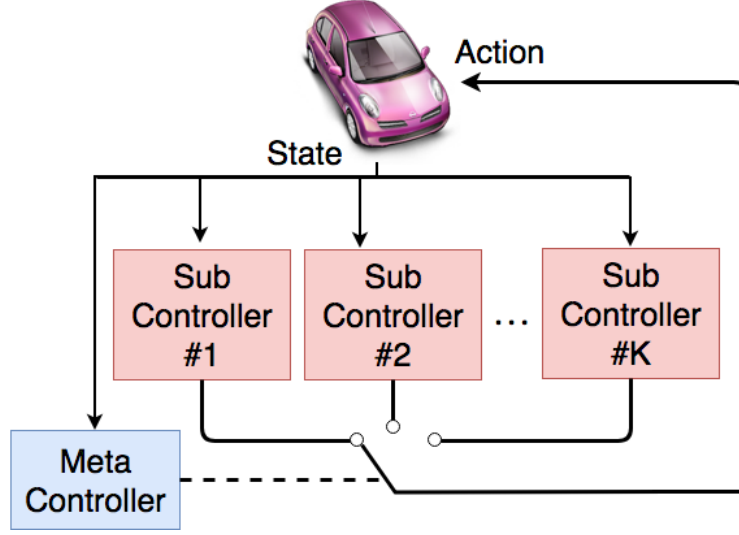 Action
State
Sub
Controller
#1
Sub
Controller
#2
...
Sub
Controller
#K
Meta
Controller